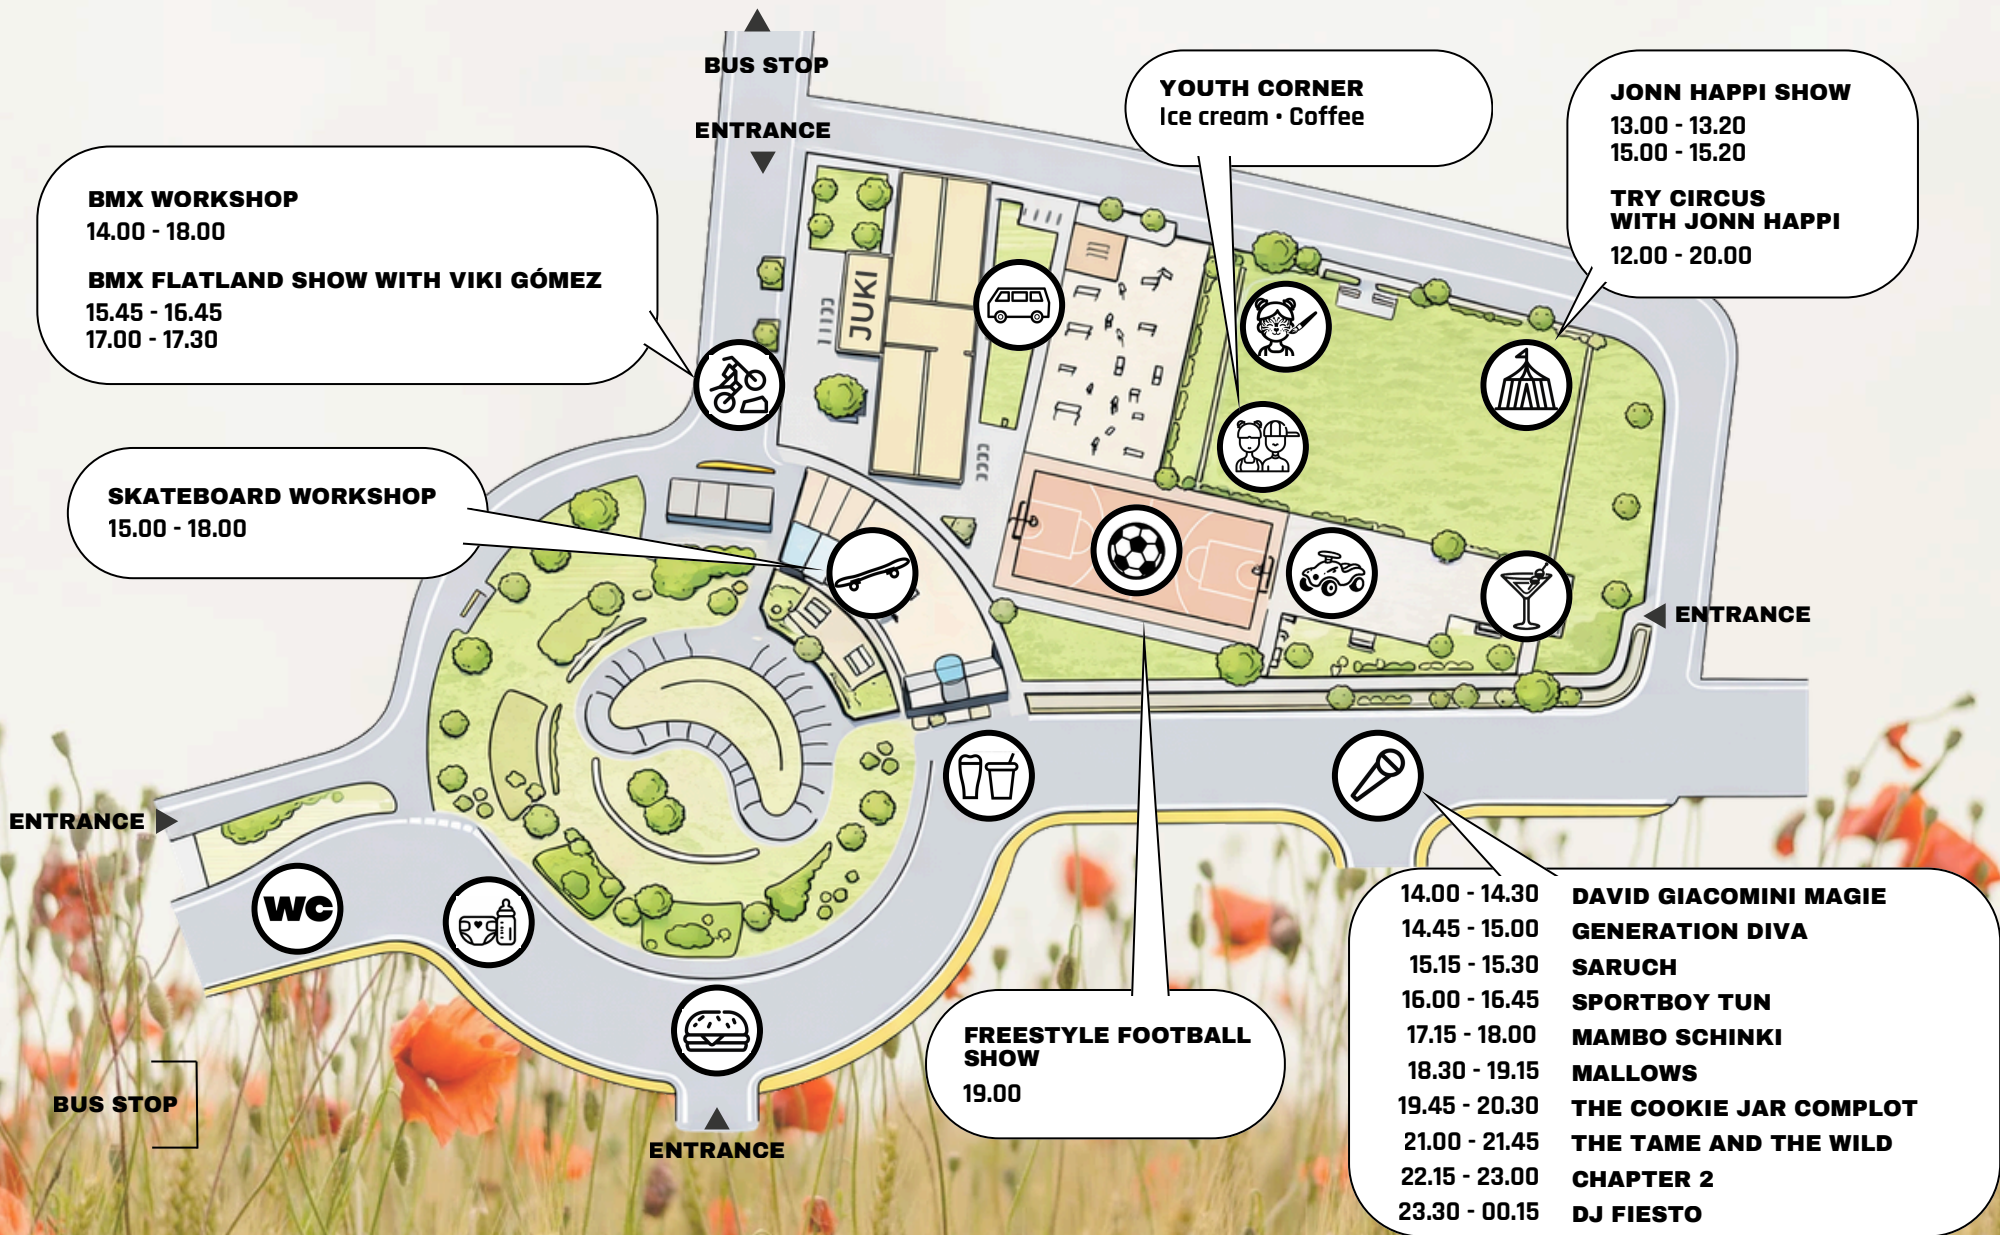 BUS STOP
ENTRANCE
YOUTH CORNER
Ice cream • Coffee
JONN HAPPI SHOW
13.00 - 13.20
15.00 - 15.20
TRY CIRCUS
WITH JONN HAPPI
12.00 - 20.00
BMX WORKSHOP
14.00 - 18.00
BMX FLATLAND SHOW WITH VIKI GÓMEZ
15.45 - 16.45
17.00 - 17.30
JUKI
SKATEBOARD WORKSHOP
15.00 - 18.00
ENTRANCE
ENTRANCE
WC
FREESTYLE FOOTBALL
SHOW
19.00
14.00 - 14.30 DAVID GIACOMINI MAGIE
14.45 - 15.00 GENERATION DIVA
15.15 - 15.30 SARUCH
16.00 - 16.45 SPORTBOY TUN
17.15 - 18.00 MAMBO SCHINKI
18.30 - 19.15 MALLOWS
19.45 - 20.30 THE COOKIE JAR COMPLOT
21.00 - 21.45 THE TAME AND THE WILD
22.15 - 23.00 CHAPTER 2
23.30 - 00.15 DJ FIESTO
BUS STOP
ENTRANCE